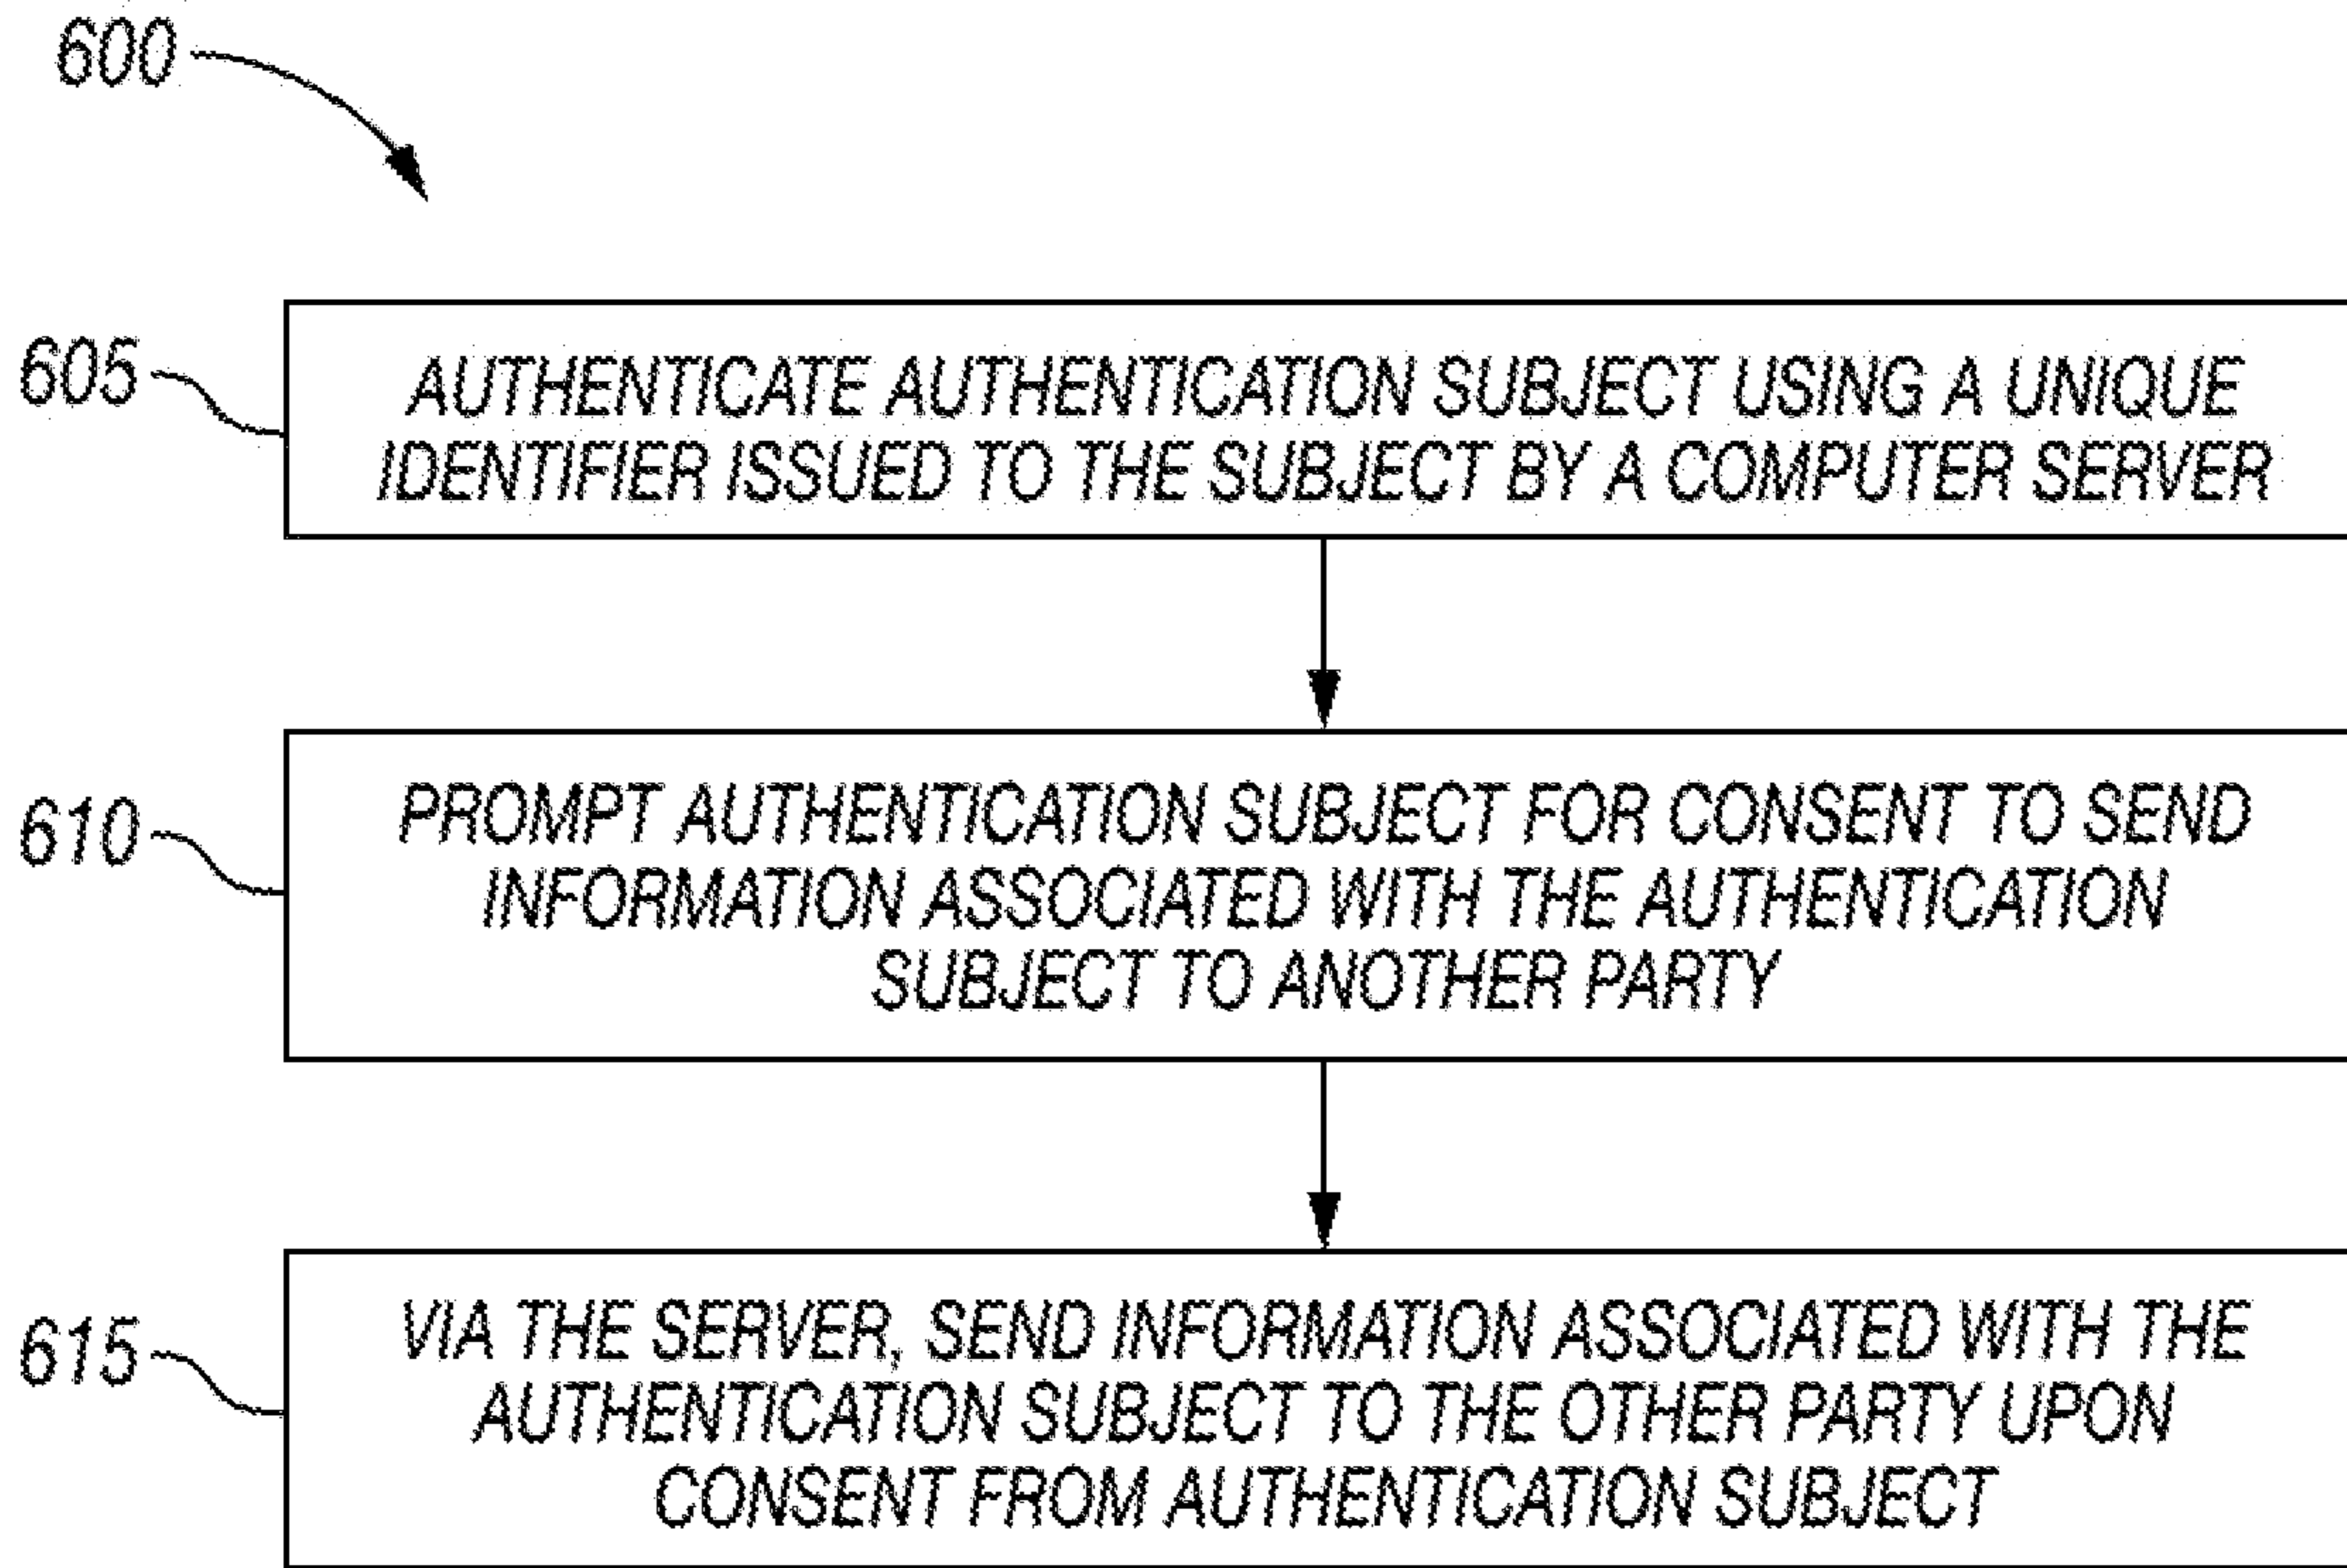 600
605
AUTHENTICATE AUTHENTICATION SUBJECT USING A UNIQUE
IDENTIFIER ISSUED TO THE SUBJECT BY A COMPUTER SERVER
610
PROMPT AUTHENTICATION SUBJECT FOR CONSENT TO SEND
INFORMATION ASSOCIATED WITH THE AUTHENTICATION
SUBJECT TO ANOTHER PARTY
615
VIA THE SERVER, SEND INFORMATION ASSOCIATED WITH THE
AUTHENTICATION SUBJECT TO THE OTHER PARTY UPON
CONSENT FROM AUTHENTICATION SUBJECT